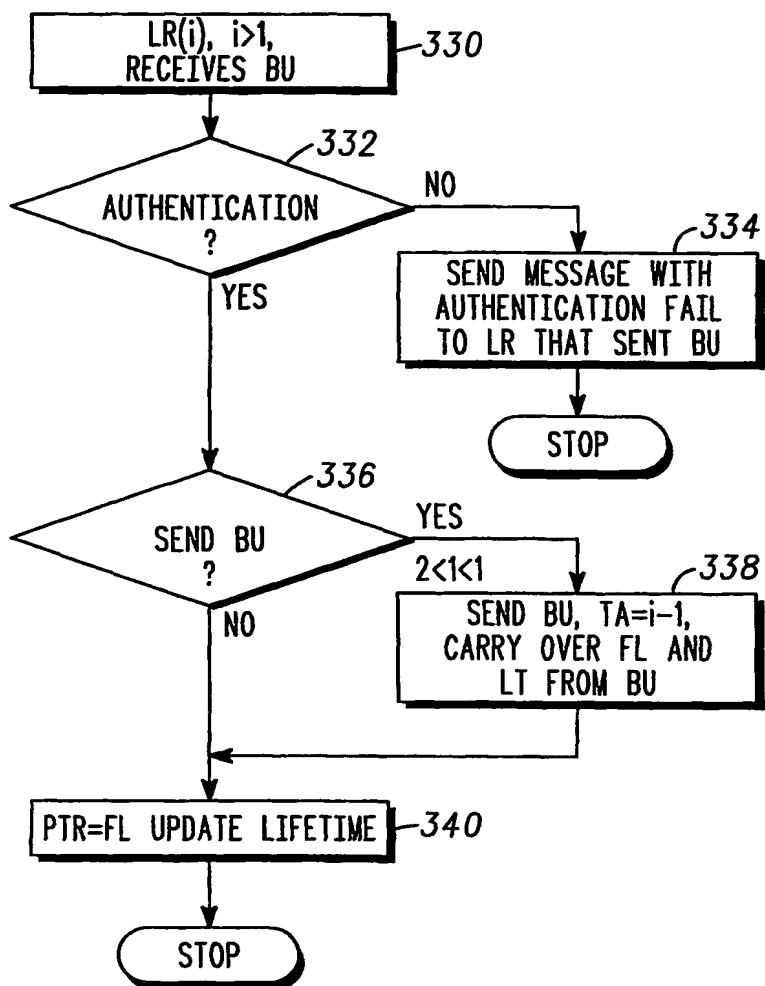 LR(i), i>1,
RECEIVES BU
330
332
AUTHENTICATION
?
NO
YES
334
SEND MESSAGE WITH
AUTHENTICATION FAIL
TO LR THAT SENT BU
STOP
336
SEND BU
?
YES
2<1<1
NO
338
SEND BU, TA=i-1,
CARRY OVER FL AND
LT FROM BU
PTR=FL UPDATE LIFETIME
340
STOP